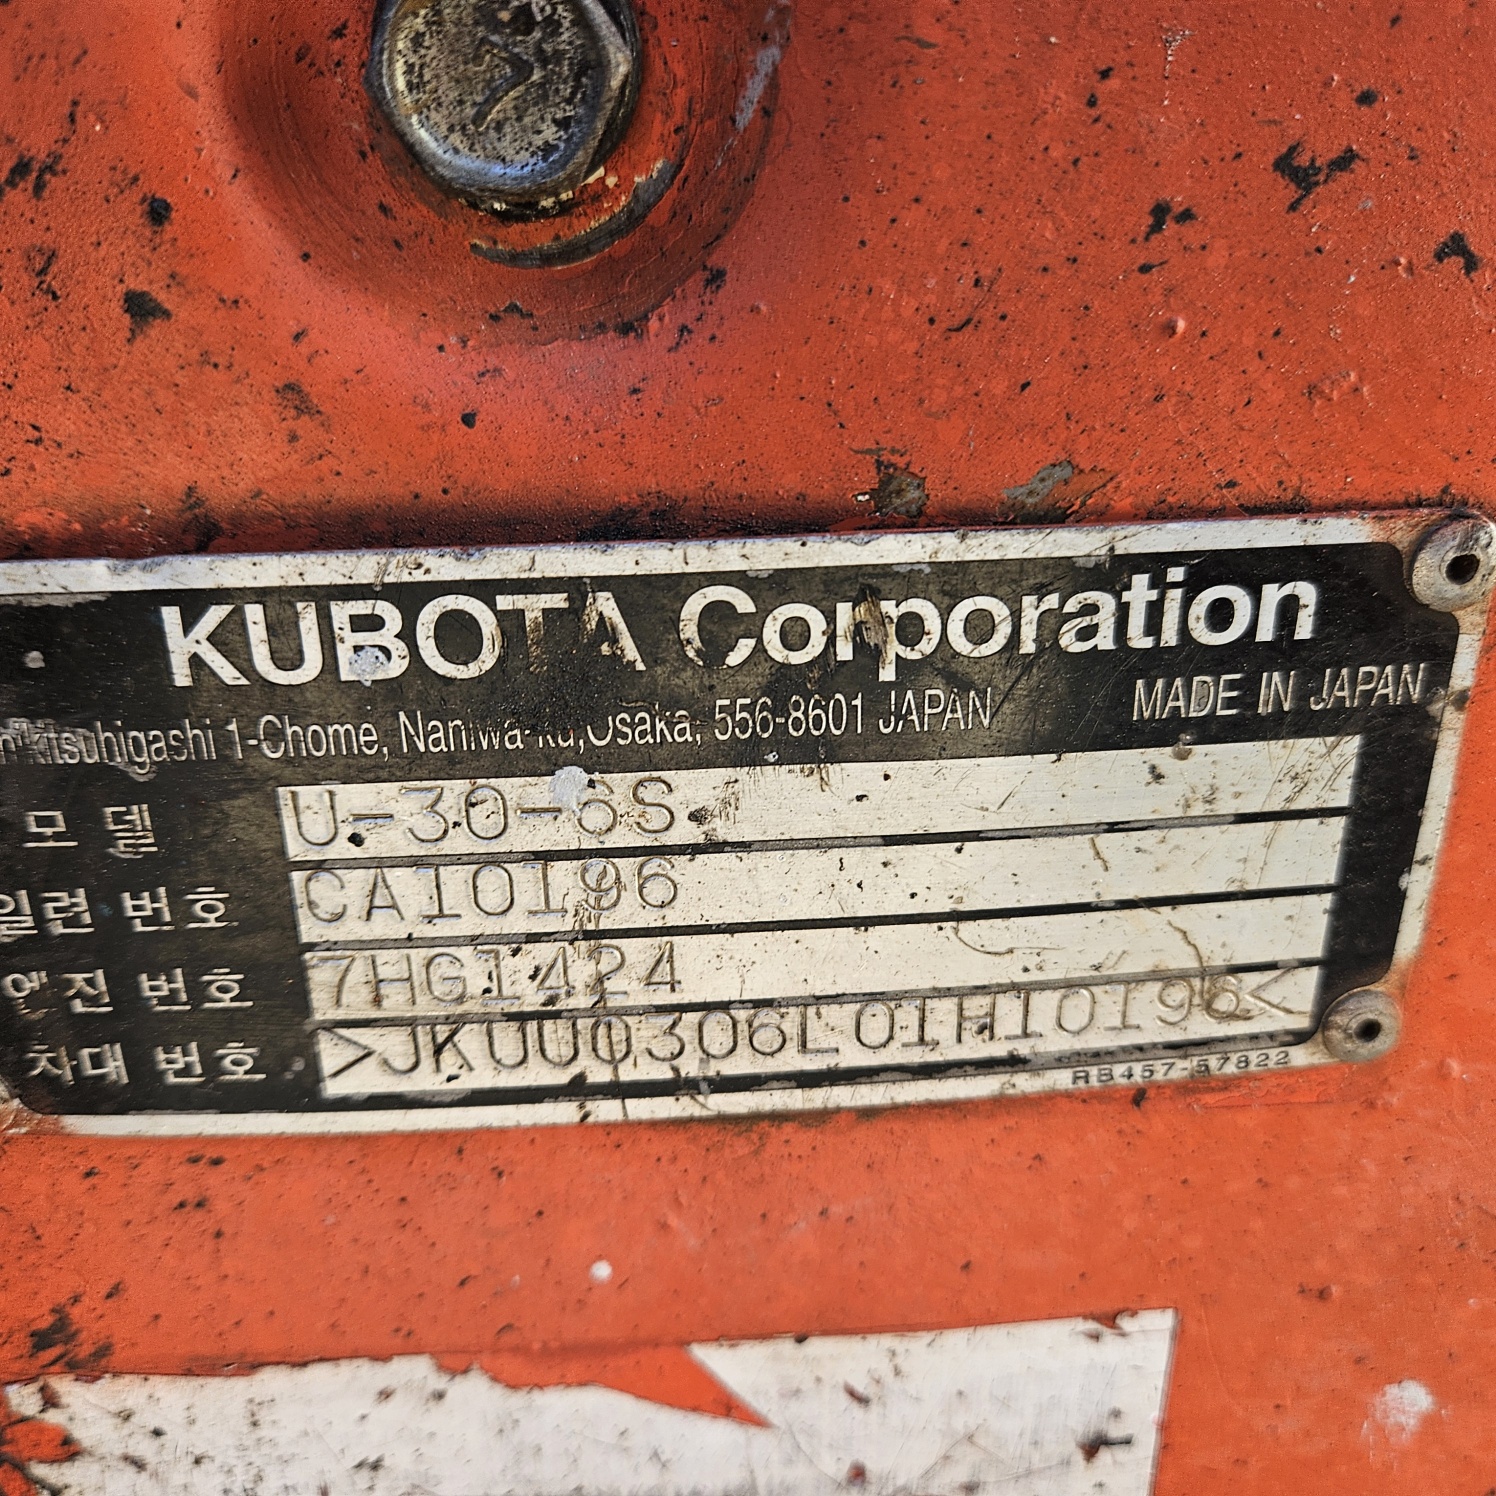 KUBOTA Corporation
1-Chome, Naniwa-ku, Osaka, 556-8601 JAPAN
MADE IN JAPAN
모 델 U-30-6S
일련 번호 CA10196
엔진 번호 7HG1424
차대 번호 >JKUU0306L01H10196<
RB457-57822